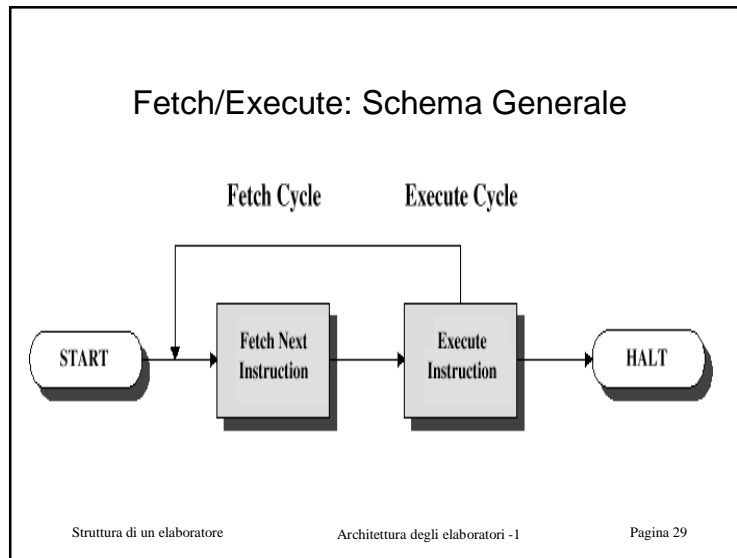 Fetch/Execute: Schema Generale
Fetch Cycle
Execute Cycle
START
Fetch Next
Instruction
Execute
Instruction
HALT
Struttura di un elaboratore
Architettura degli elaboratori -1
Pagina 29